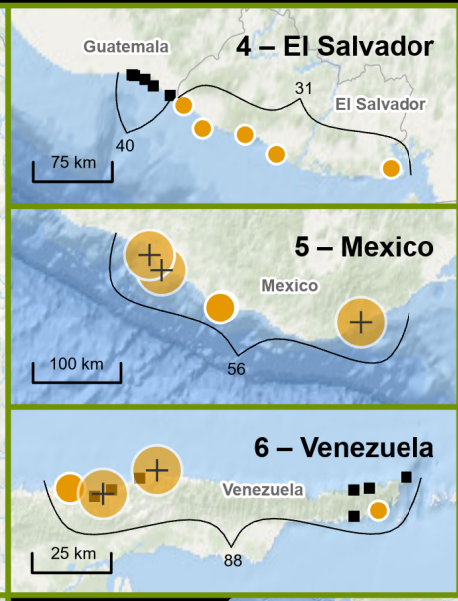 Guatemala
4 – El Salvador
31
El Salvador
40
75 km
5 – Mexico
Mexico
100 km
56
6 – Venezuela
Venezuela
25 km
88